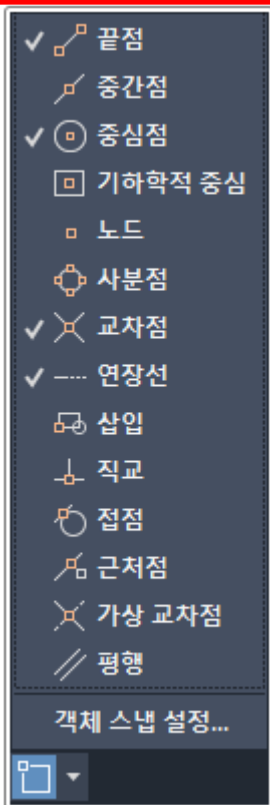 끝점
중간점
중심점
기하학적 중심
노드
사분점
교차점
연장선
삽입
직교
접점
근처점
가상 교차점
평행
객체 스냅 설정...